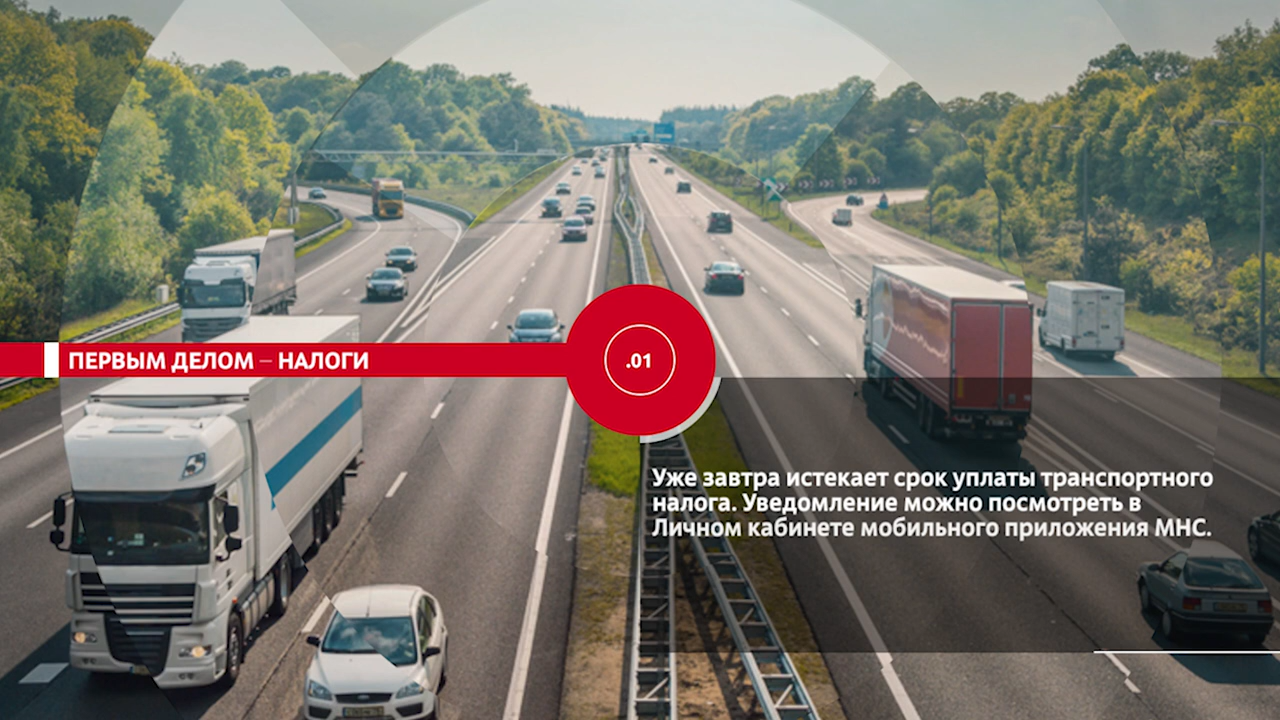 ПЕРВЫМ ДЕЛОМ – НАЛОГИ
.01
Уже завтра истекает срок уплаты транспортного
налога. Уведомление можно посмотреть в
Личном кабинете мобильного приложения МНС.